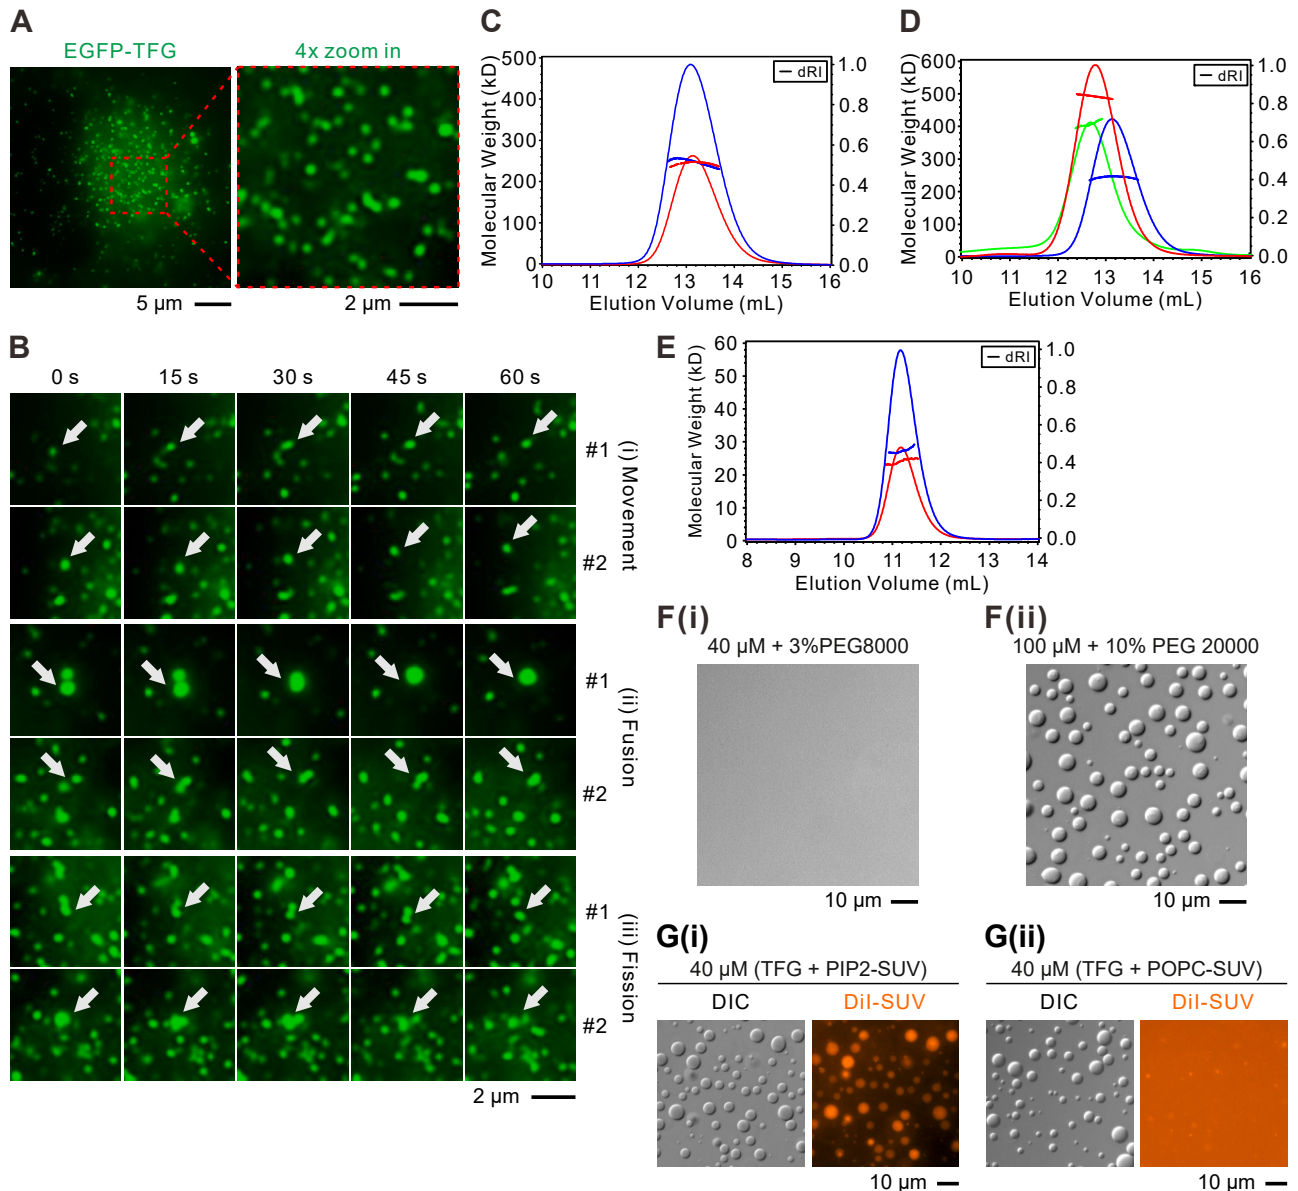 A
EGFP-TFG
4x zoom in
5 µm
2 µm
B
0 s
15 s
30 s
45 s
60 s
#1
#2
(i) Movement
#1
#2
(ii) Fusion
#1
#2
(iii) Fission
2 µm
C
Molecular Weight (kD)
500
400
300
200
100
0
dRI
1.0
0.8
0.6
0.4
0.2
0.0
10 11 12 13 14 15 16
Elution Volume (mL)
D
Molecular Weight (kD)
600
500
400
300
200
100
0
dRI
1.0
0.8
0.6
0.4
0.2
0.0
10 11 12 13 14 15 16
Elution Volume (mL)
E
Molecular Weight (kD)
60
50
40
30
20
10
0
dRI
1.0
0.8
0.6
0.4
0.2
0.0
8 9 10 11 12 13 14
Elution Volume (mL)
F(i)
40 µM + 3%PEG8000
10 µm
F(ii)
100 µM + 10% PEG 20000
10 µm
G(i)
40 µM (TFG + PIP2-SUV)
DIC
DiI-SUV
10 µm
G(ii)
40 µM (TFG + POPC-SUV)
DIC
DiI-SUV
10 µm